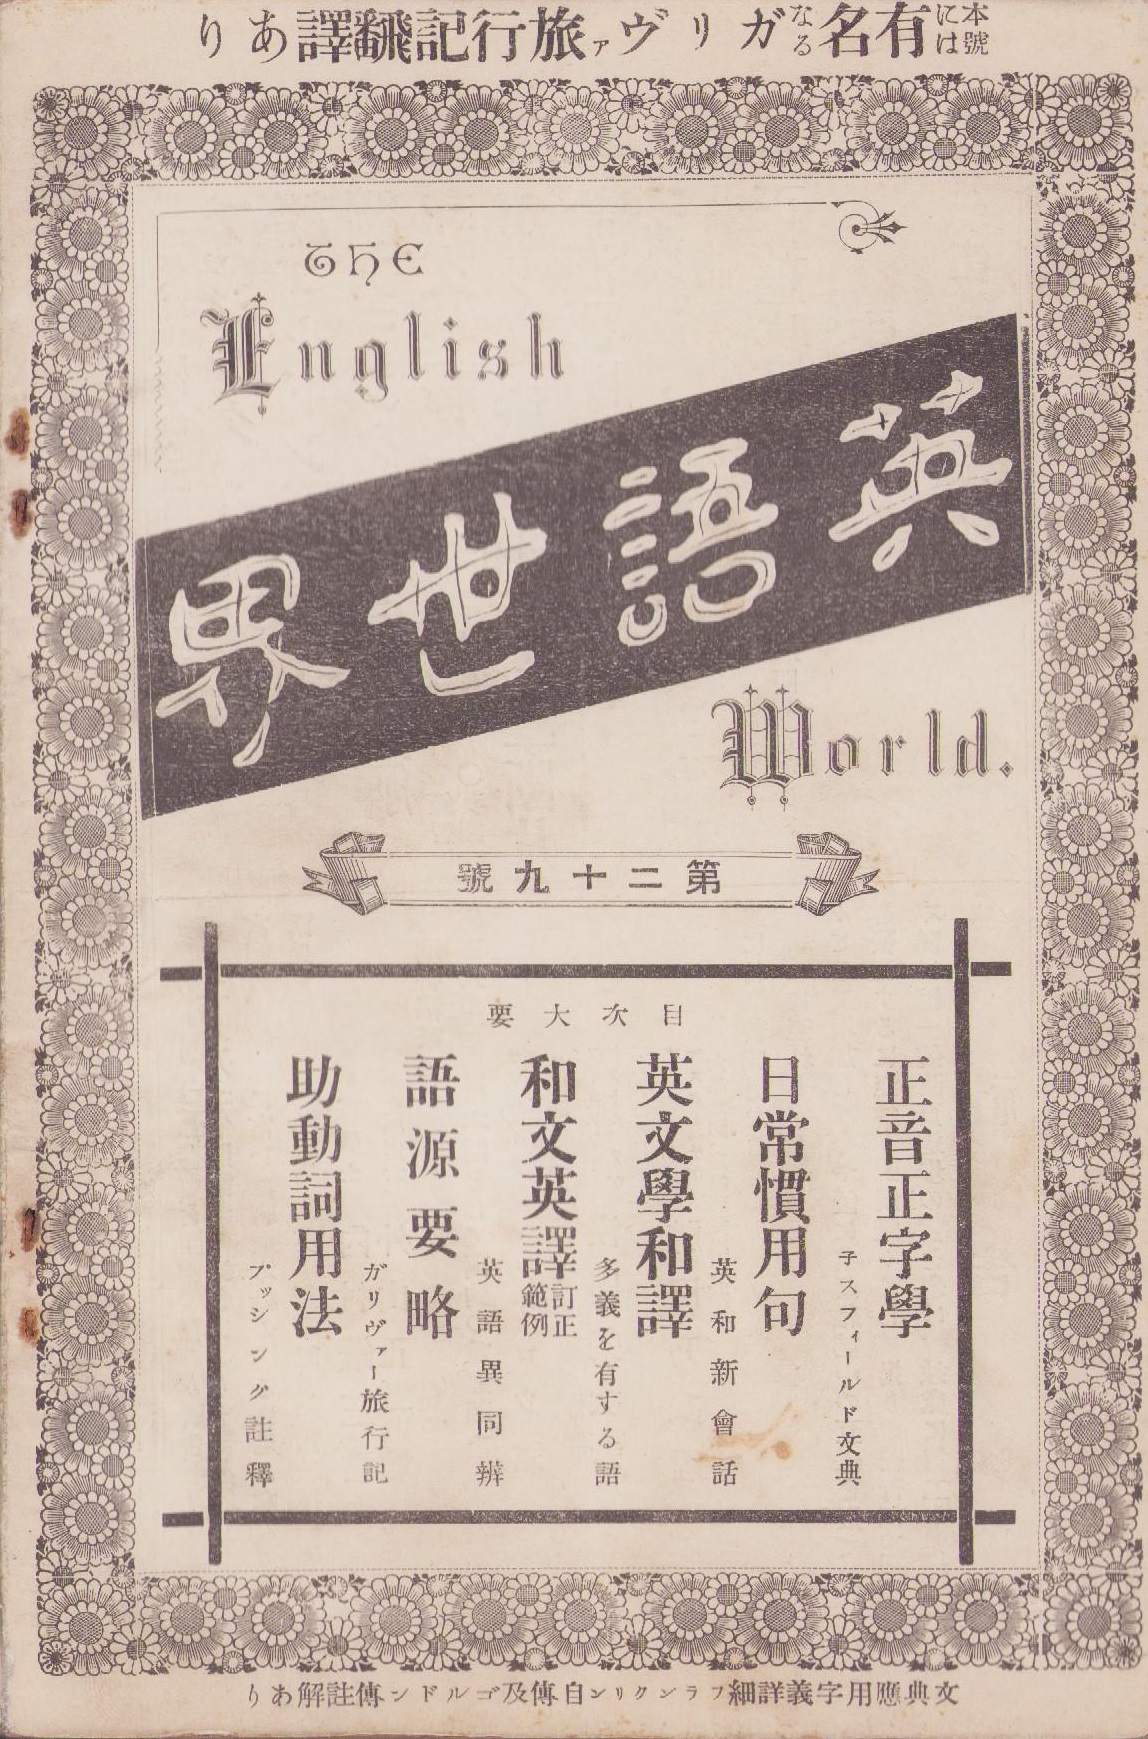 本號には有名なるガリヴァ旅行記飜譯あり
THE
English
英語世界
World.
第二十九號
目次大要
正音正字學
子スフィールド文典
日常慣用句
英和新會話
英文學和譯
多義を有する語
和文英譯訂正範例
英語異同辨
語源要略
ガリヴァー旅行記
助動詞用法
プッシング註釋
文典應用字義詳細フランクリン自傳及ゴルドン傳註解あり